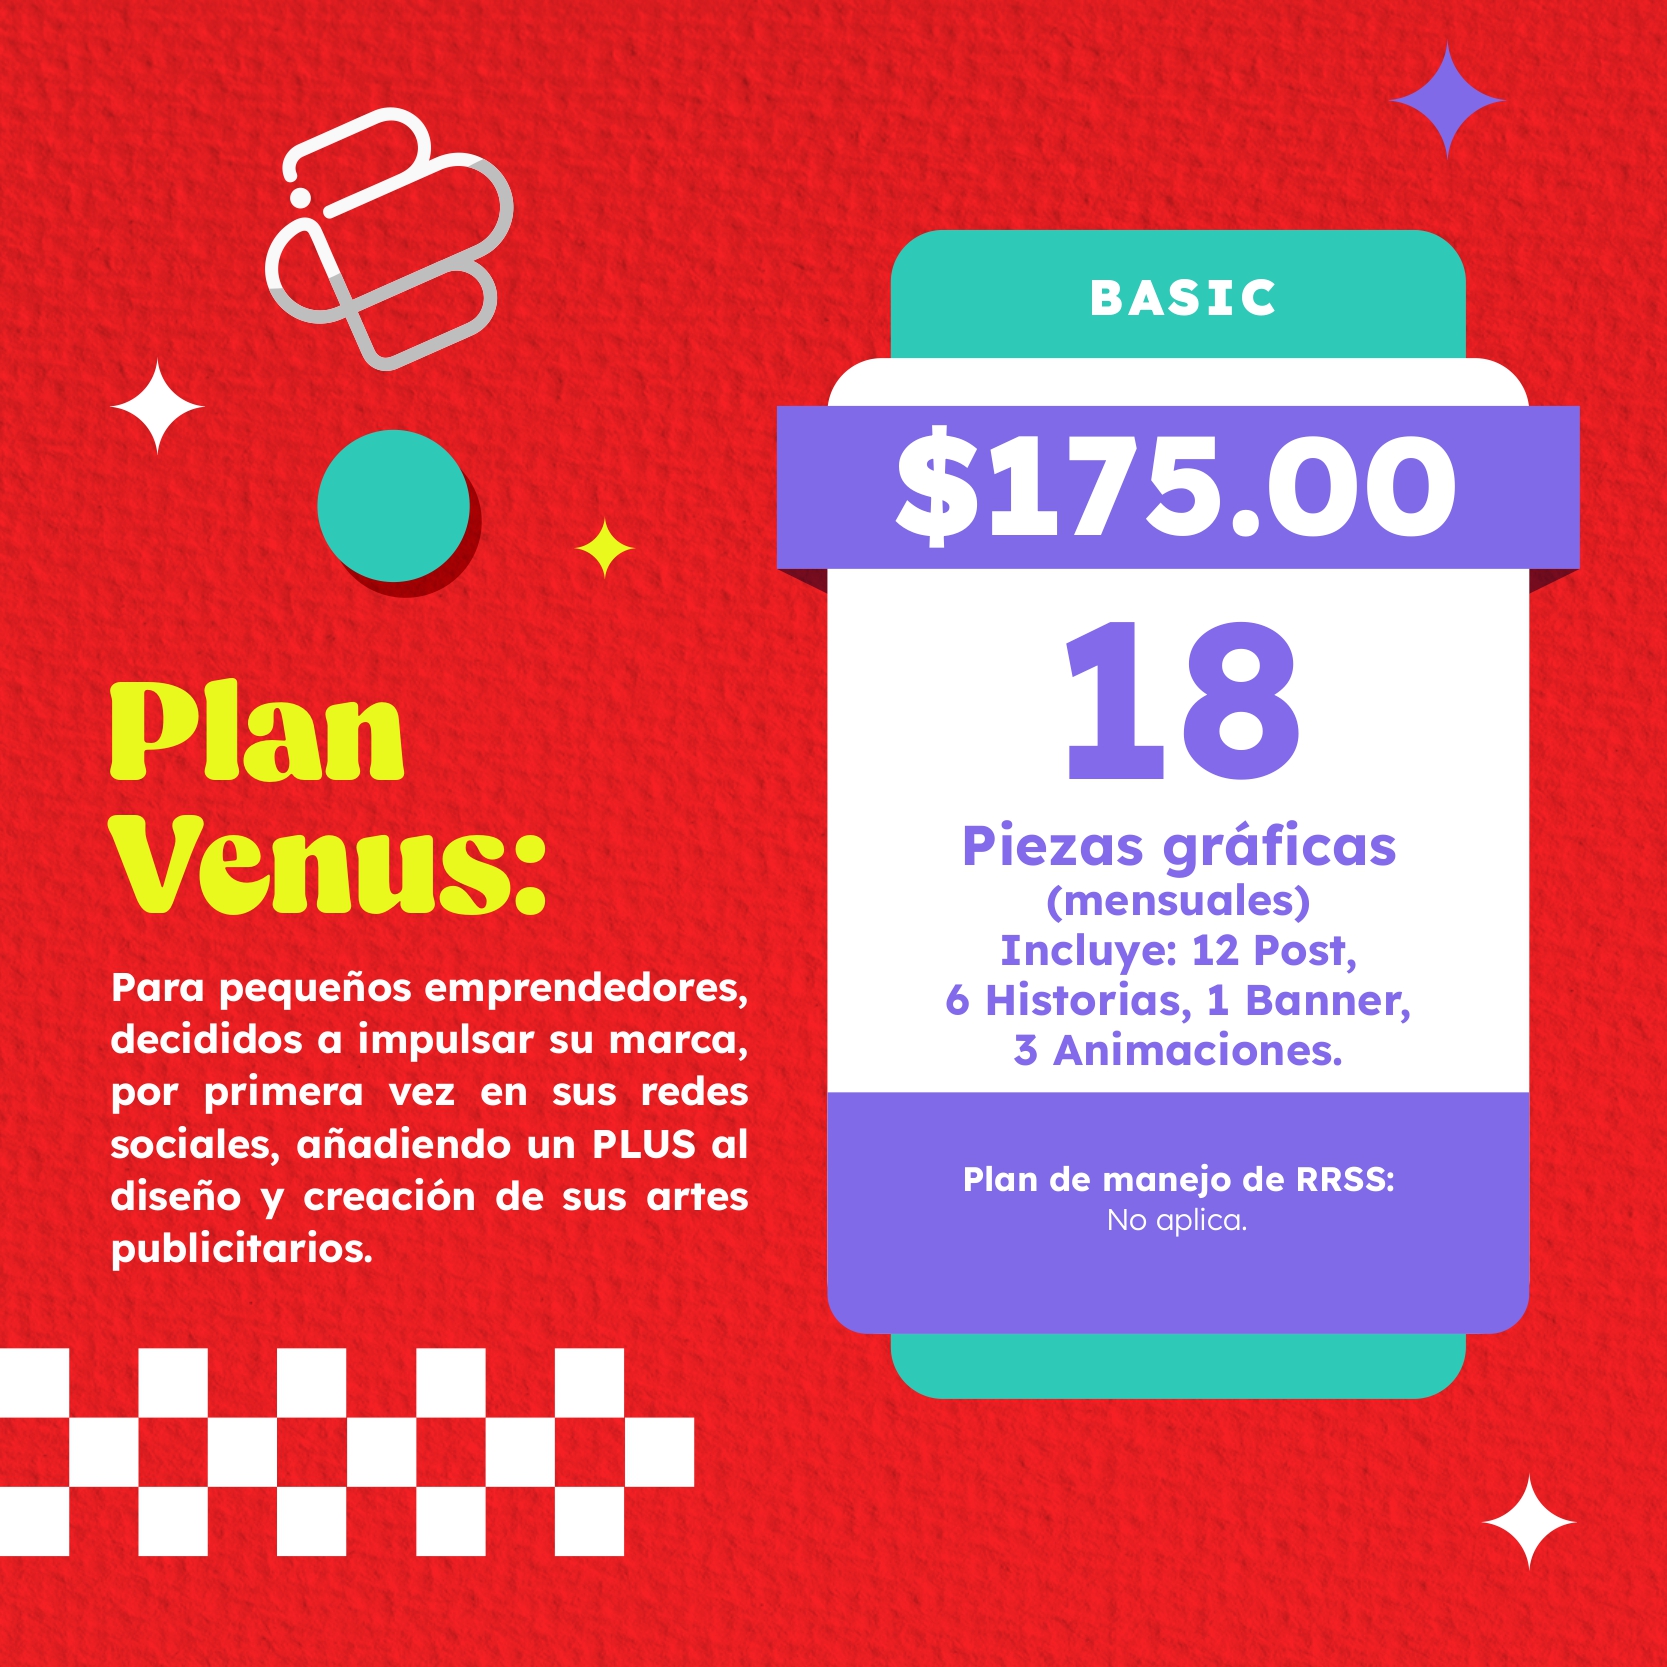 Plan
Venus:
Para pequeños emprendedores,
decididos a impulsar su marca,
por primera vez en sus redes
sociales, añadiendo un PLUS al
diseño y creación de sus artes
publicitarios.
BASIC
$175.00
18
Piezas gráficas
(mensuales)
Incluye: 12 Post,
6 Historias, 1 Banner,
3 Animaciones.
Plan de manejo de RRSS:
No aplica.